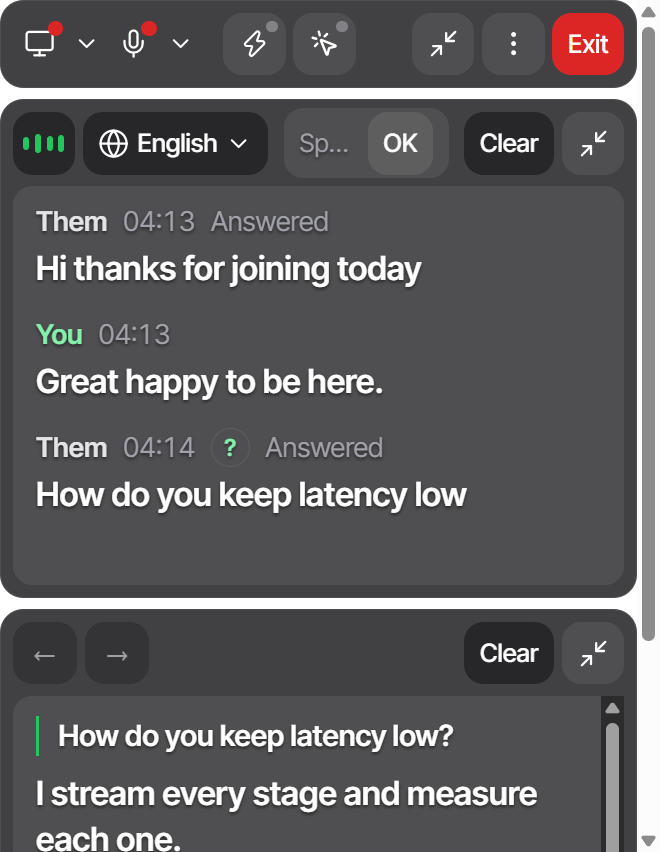 Exit
English
Sp...
OK
Clear
Them 04:13 Answered
Hi thanks for joining today
You 04:13
Great happy to be here.
Them 04:14 ? Answered
How do you keep latency low
← →
Clear
How do you keep latency low?
I stream every stage and measure
each one.